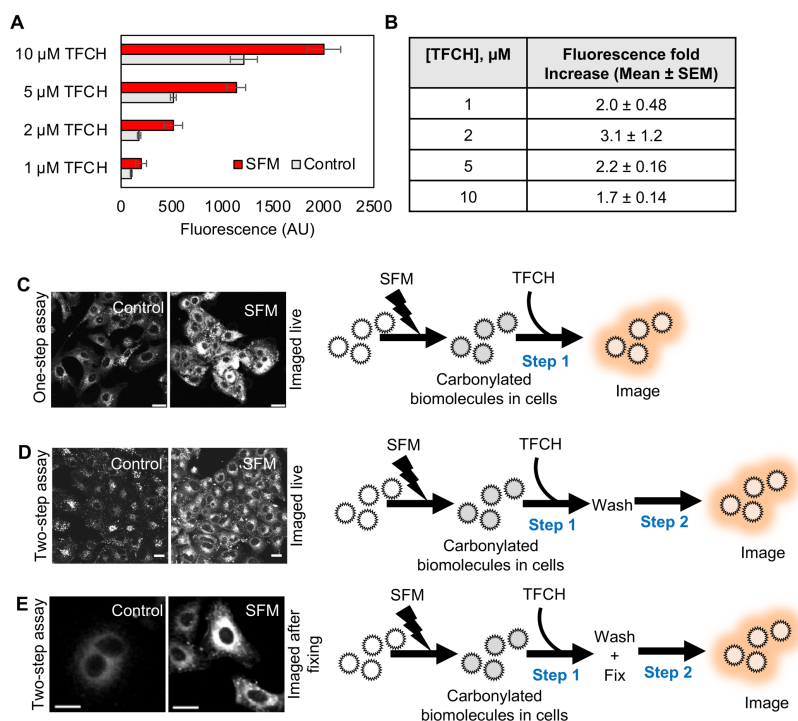 A
10 µM TFCH
5 µM TFCH
2 µM TFCH
1 µM TFCH
SFM
Control
0
500
1000
1500
2000
2500
Fluorescence (AU)
B
[TFCH], µM
Fluorescence fold
Increase (Mean ± SEM)
1
2.0 ± 0.48
2
3.1 ± 1.2
5
2.2 ± 0.16
10
1.7 ± 0.14
C
One-step assay
Control
SFM
Imaged live
SFM
TFCH
Step 1
Carbonylated
biomolecules in cells
Image
D
Two-step assay
Control
SFM
Imaged live
SFM
TFCH
Step 1
Wash
Step 2
Carbonylated
biomolecules in cells
Image
E
Two-step assay
Control
SFM
Imaged after
fixing
SFM
TFCH
Step 1
Wash
+
Fix
Step 2
Carbonylated
biomolecules in cells
Image